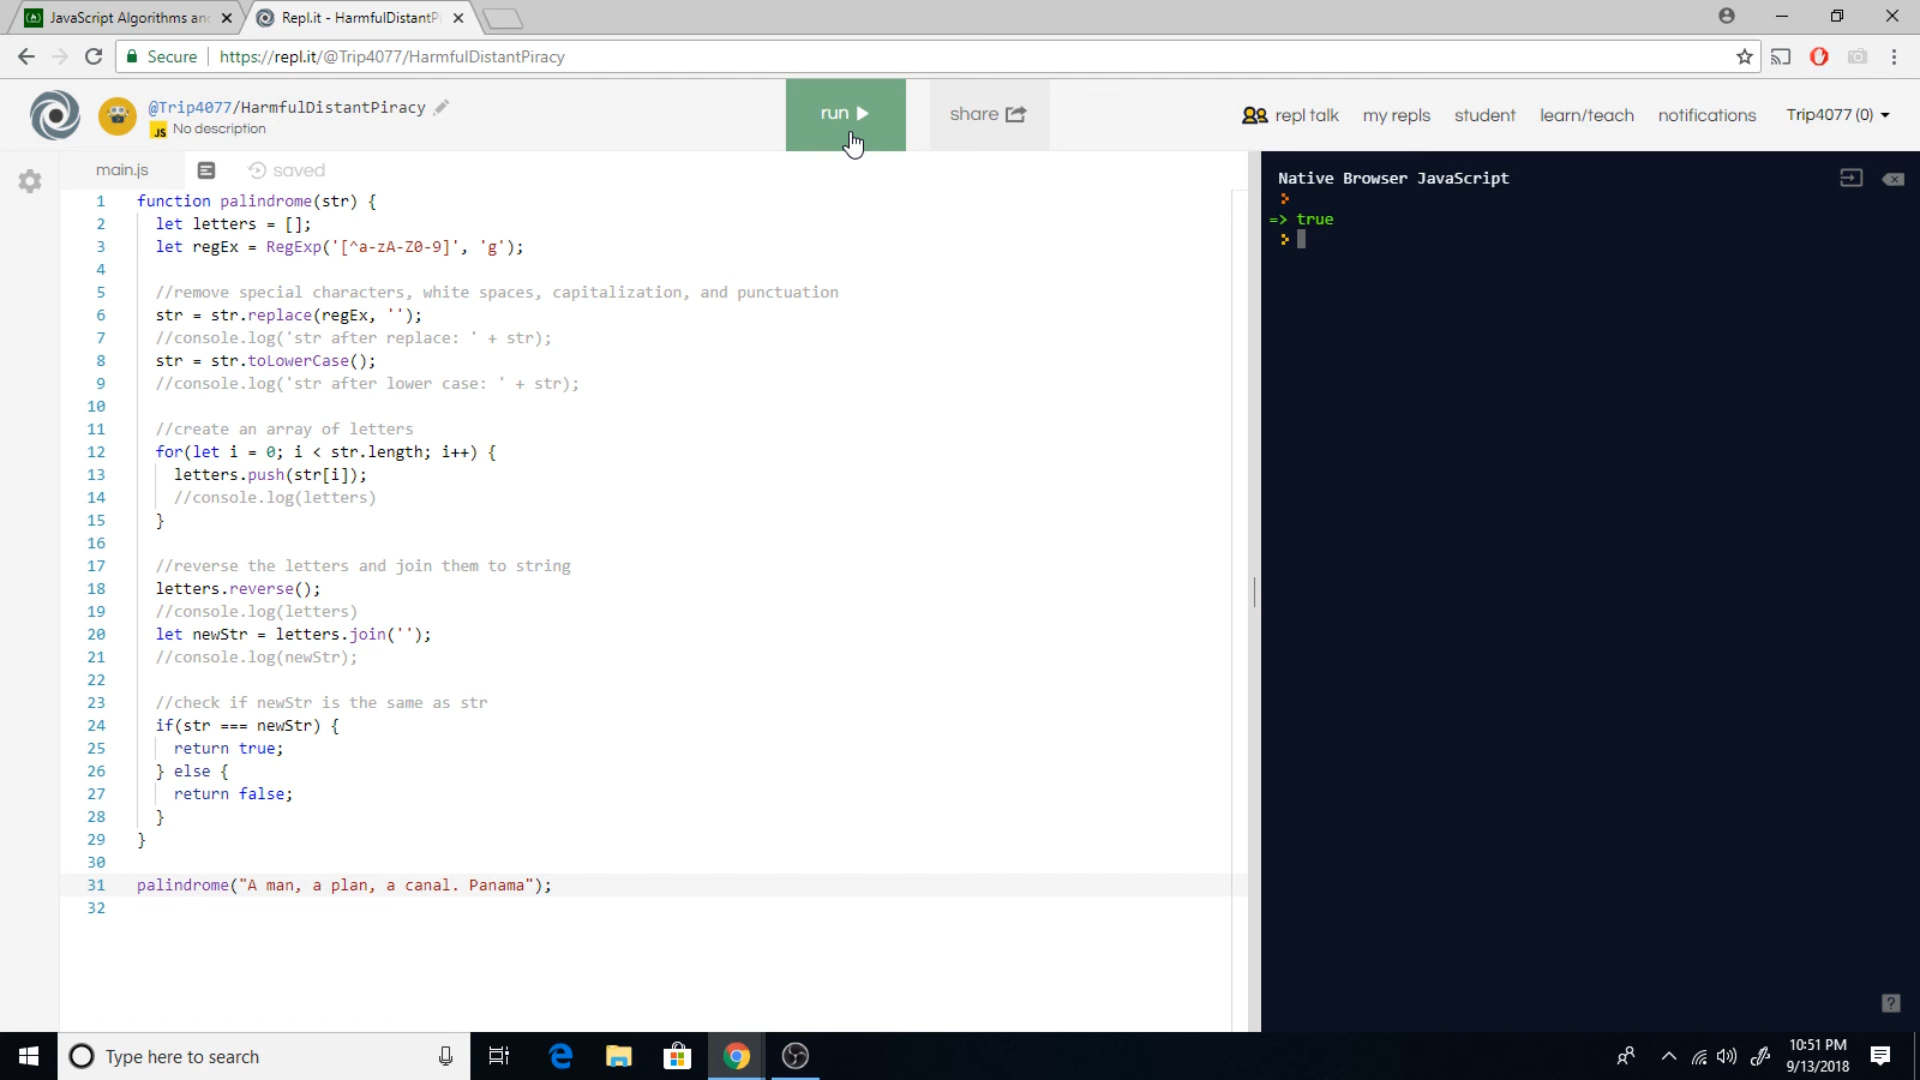 JavaScript Algorithms an
Repl.it - HarmfulDistantPi
Secure
https://repl.it/@Trip4077/HarmfulDistantPiracy
@Trip4077/HarmfulDistantPiracy
JS No description
run
share
repl talk
my repls
student
learn/teach
notifications
Trip4077 (0)
main.js
saved
1 function palindrome(str) {
2 let letters = [];
3 let regEx = RegExp('[^a-zA-Z0-9]', 'g');
4
5 //remove special characters, white spaces, capitalization, and punctuation
6 str = str.replace(regEx, '');
7 //console.log('str after replace: ' + str);
8 str = str.toLowerCase();
9 //console.log('str after lower case: ' + str);
10
11 //create an array of letters
12 for(let i = 0; i < str.length; i++) {
13 letters.push(str[i]);
14 //console.log(letters)
15 }
16
17 //reverse the letters and join them to string
18 letters.reverse();
19 //console.log(letters)
20 let newStr = letters.join('');
21 //console.log(newStr);
22
23 //check if newStr is the same as str
24 if(str === newStr) {
25 return true;
26 } else {
27 return false;
28 }
29 }
30
31 palindrome("A man, a plan, a canal. Panama");
32
Native Browser JavaScript
=> true
Type here to search
10:51 PM
9/13/2018